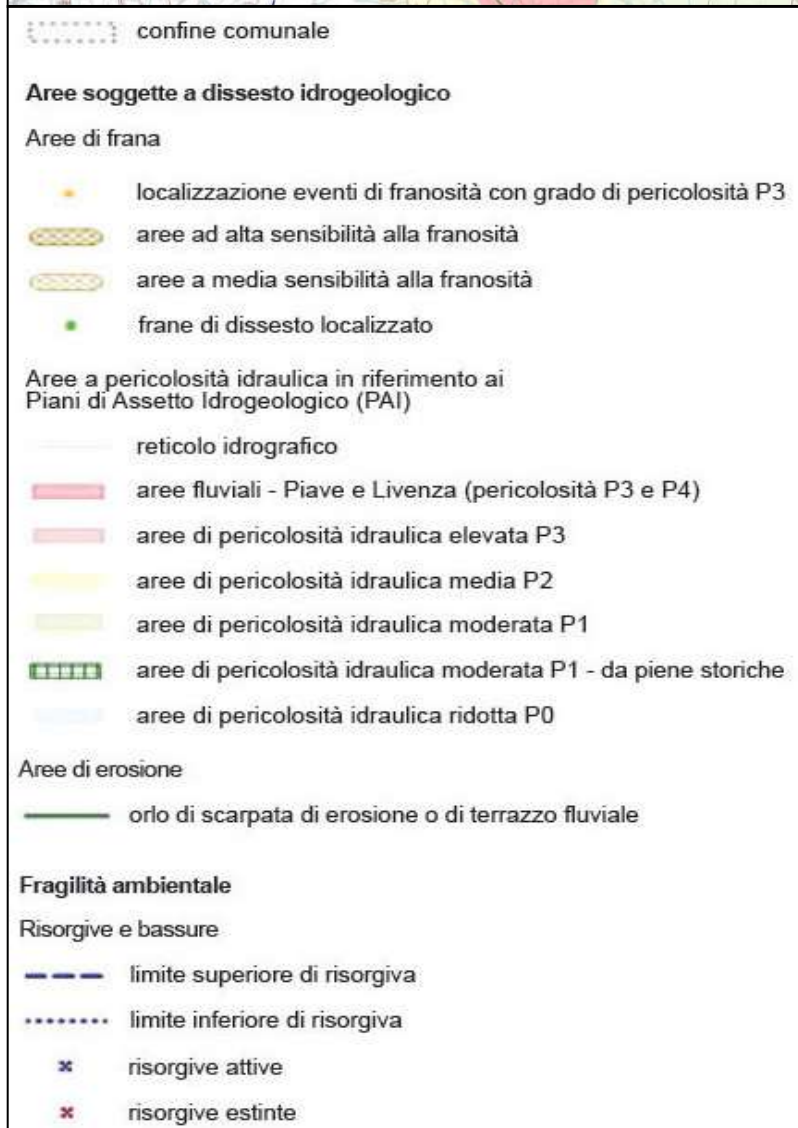 confine comunale
Aree soggette a dissesto idrogeologico
Aree di frana
localizzazione eventi di franosità con grado di pericolosità P3
aree ad alta sensibilità alla franosità
aree a media sensibilità alla franosità
frane di dissesto localizzato
Aree a pericolosità idraulica in riferimento ai
Piani di Assetto Idrogeologico (PAI)
reticolo idrografico
aree fluviali - Piave e Livenza (pericolosità P3 e P4)
aree di pericolosità idraulica elevata P3
aree di pericolosità idraulica media P2
aree di pericolosità idraulica moderata P1
aree di pericolosità idraulica moderata P1 - da piene storiche
aree di pericolosità idraulica ridotta P0
Aree di erosione
orlo di scarpata di erosione o di terrazzo fluviale
Fragilità ambientale
Risorgive e bassure
limite superiore di risorgiva
limite inferiore di risorgiva
risorgive attive
risorgive estinte